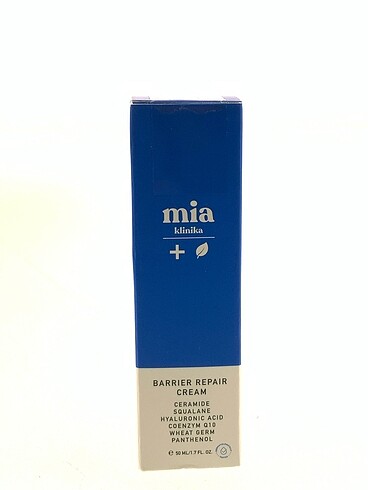 mia
klinika
BARRIER REPAIR
CREAM
CERAMIDE
SQUALANE
HYALURONIC ACID
COENZYM Q10
WHEAT GERM
PANTHENOL
℮ 50 ML/1.7 FL. OZ.